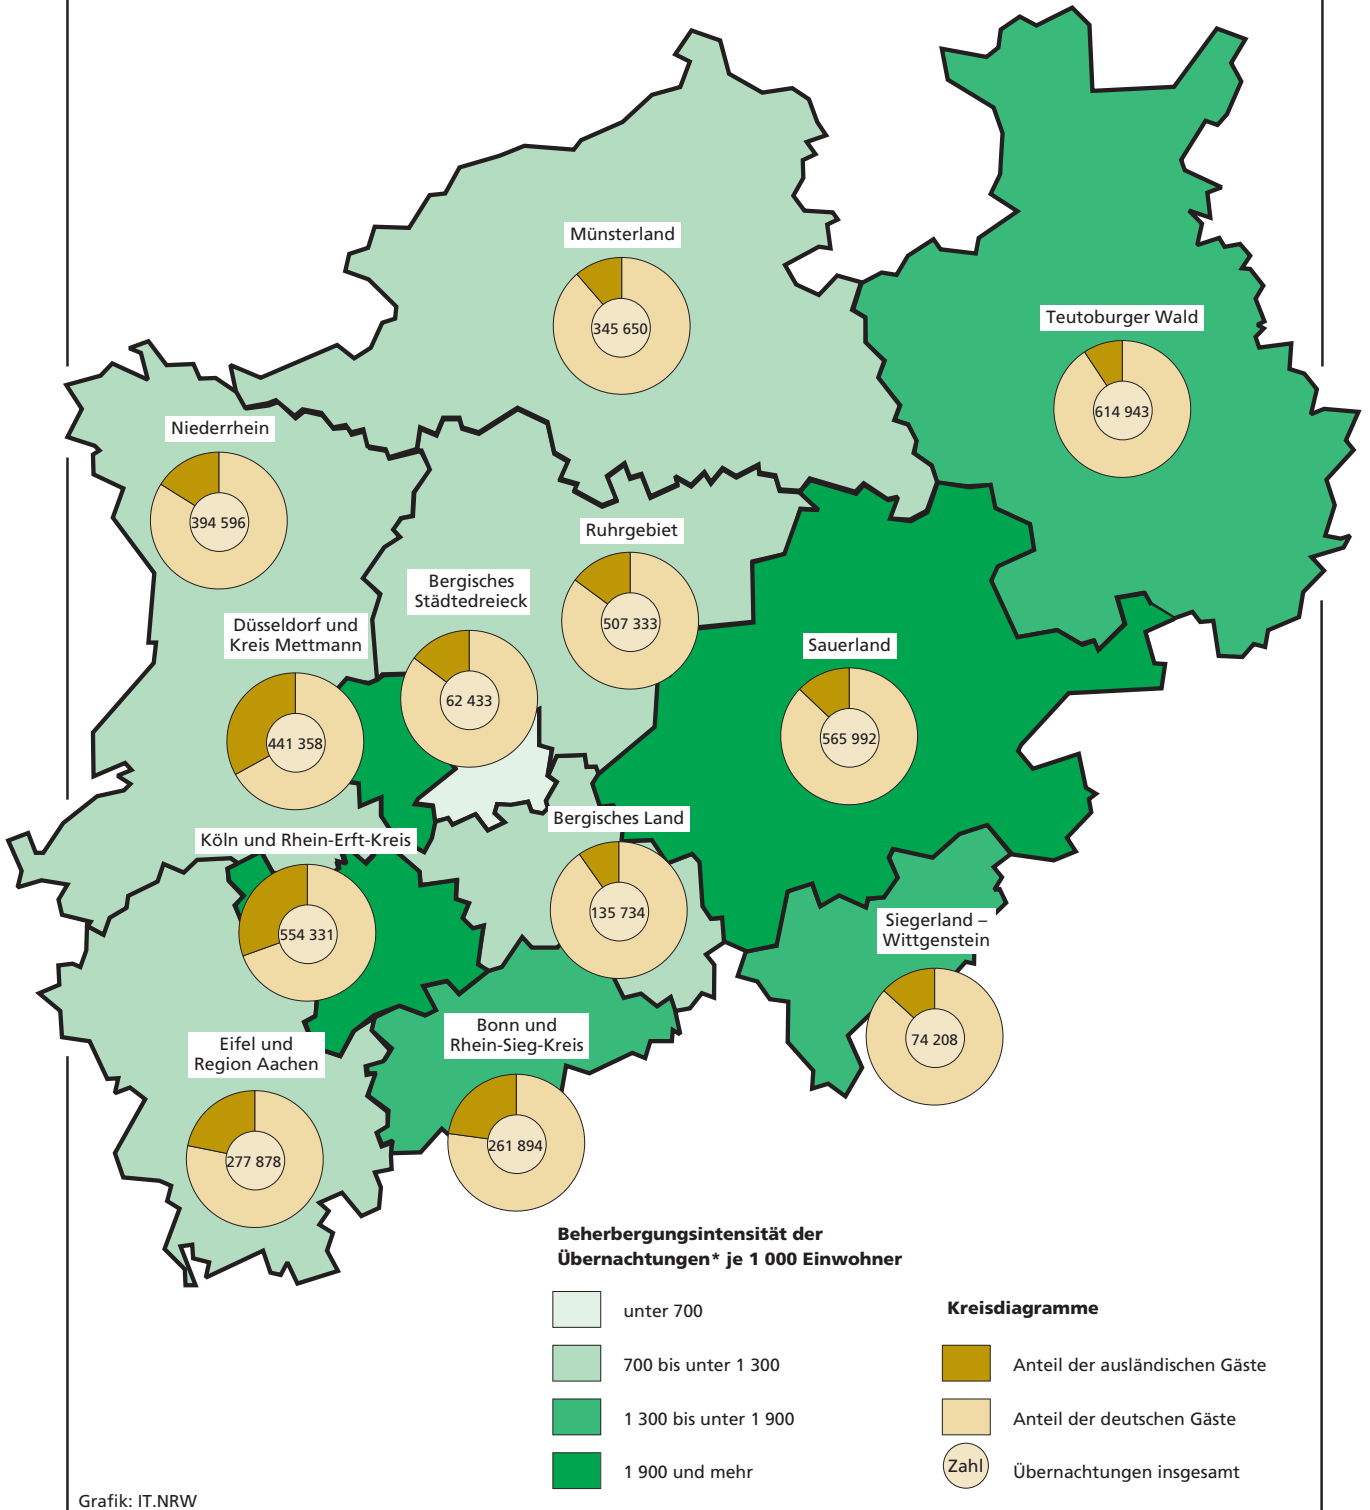 Münsterland
345 650
Teutoburger Wald
614 943
Niederrhein
394 596
Ruhrgebiet
507 333
Bergisches
Städtedreieck
62 433
Düsseldorf und
Kreis Mettmann
441 358
Sauerland
565 992
Bergisches Land
135 734
Köln und Rhein-Erft-Kreis
554 331
Siegerland –
Wittgenstein
74 208
Bonn und
Rhein-Sieg-Kreis
261 894
Eifel und
Region Aachen
277 878
Beherbergungsintensität der
Übernachtungen* je 1 000 Einwohner
unter 700
700 bis unter 1 300
1 300 bis unter 1 900
1 900 und mehr
Kreisdiagramme
Anteil der ausländischen Gäste
Anteil der deutschen Gäste
Zahl
Übernachtungen insgesamt
Grafik: IT.NRW